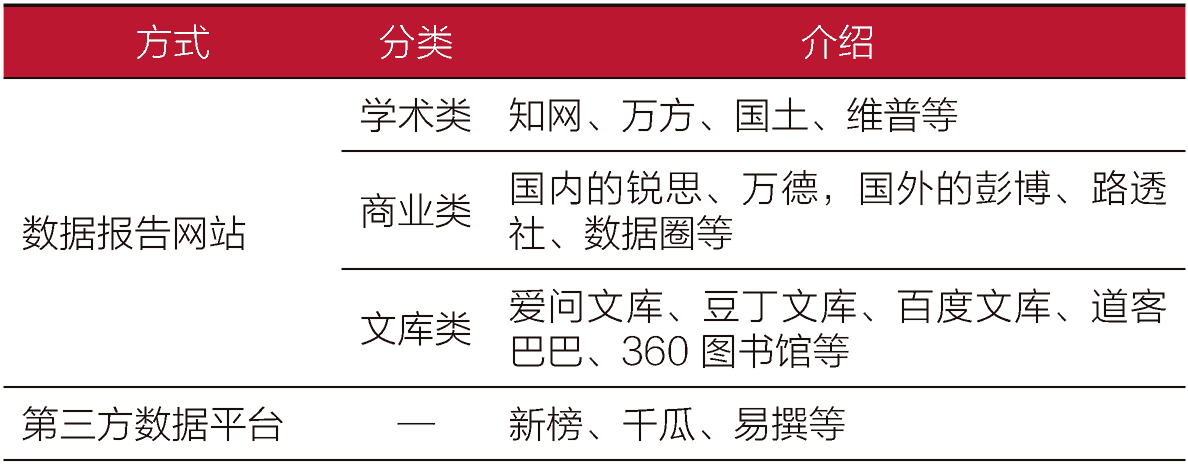 方式 分类 介绍
学术类 知网、万方、国土、维普等
数据报告网站
商业类 国内的锐思、万德，国外的彭博、路透
社、数据圈等
文库类 爱问文库、豆丁文库、百度文库、道客
巴巴、360 图书馆等
第三方数据平台 — 新榜、千瓜、易撰等